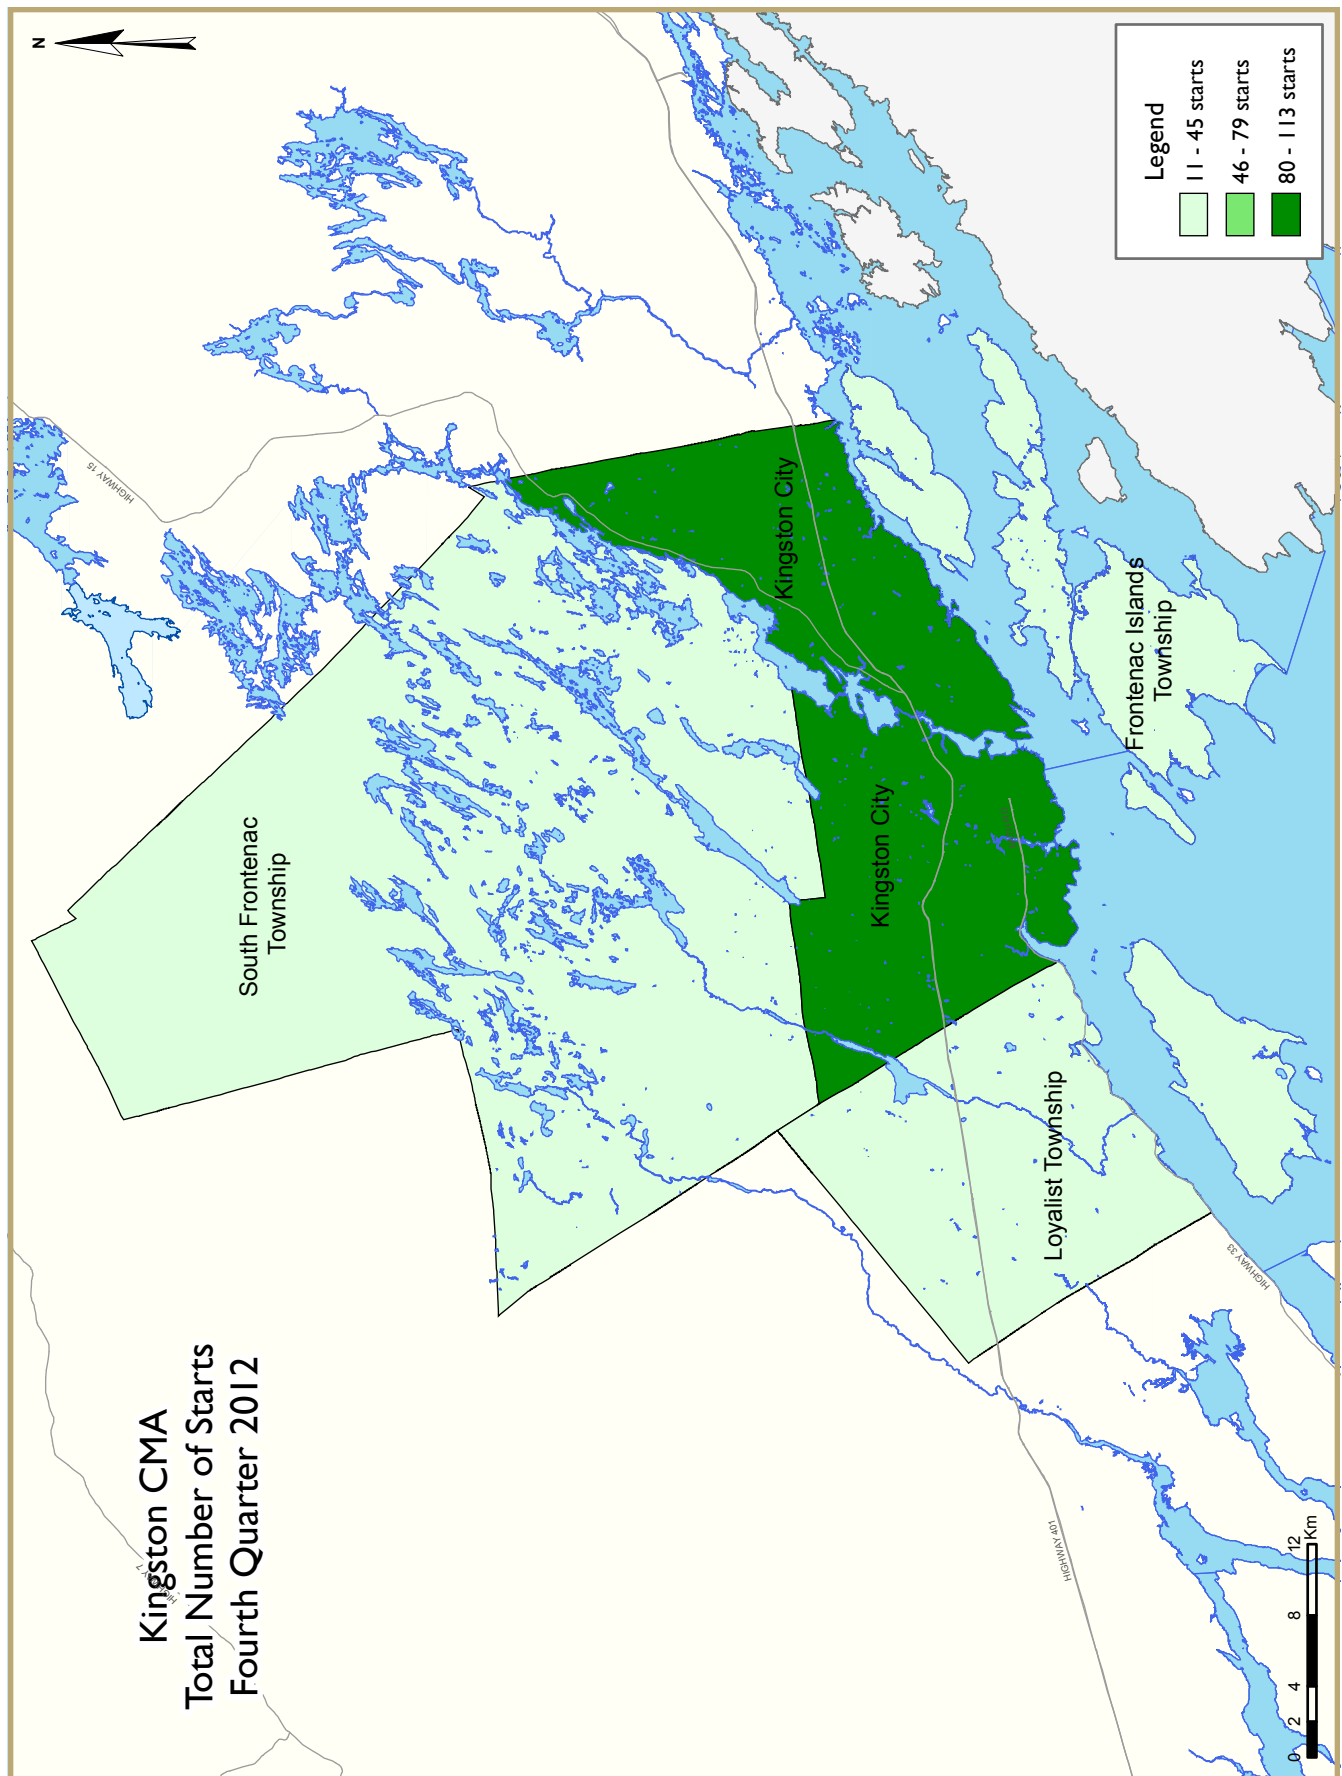 Kingston CMA
Total Number of Starts
Fourth Quarter 2012
N
HIGHWAY 7
HIGHWAY 15
South Frontenac
Township
Kingston City
Kingston City
Loyalist Township
Frontenac Islands
Township
HIGHWAY 33
HIGHWAY 401
Legend
11 - 45 starts
46 - 79 starts
80 - 113 starts
0 2 4 8 12
Km